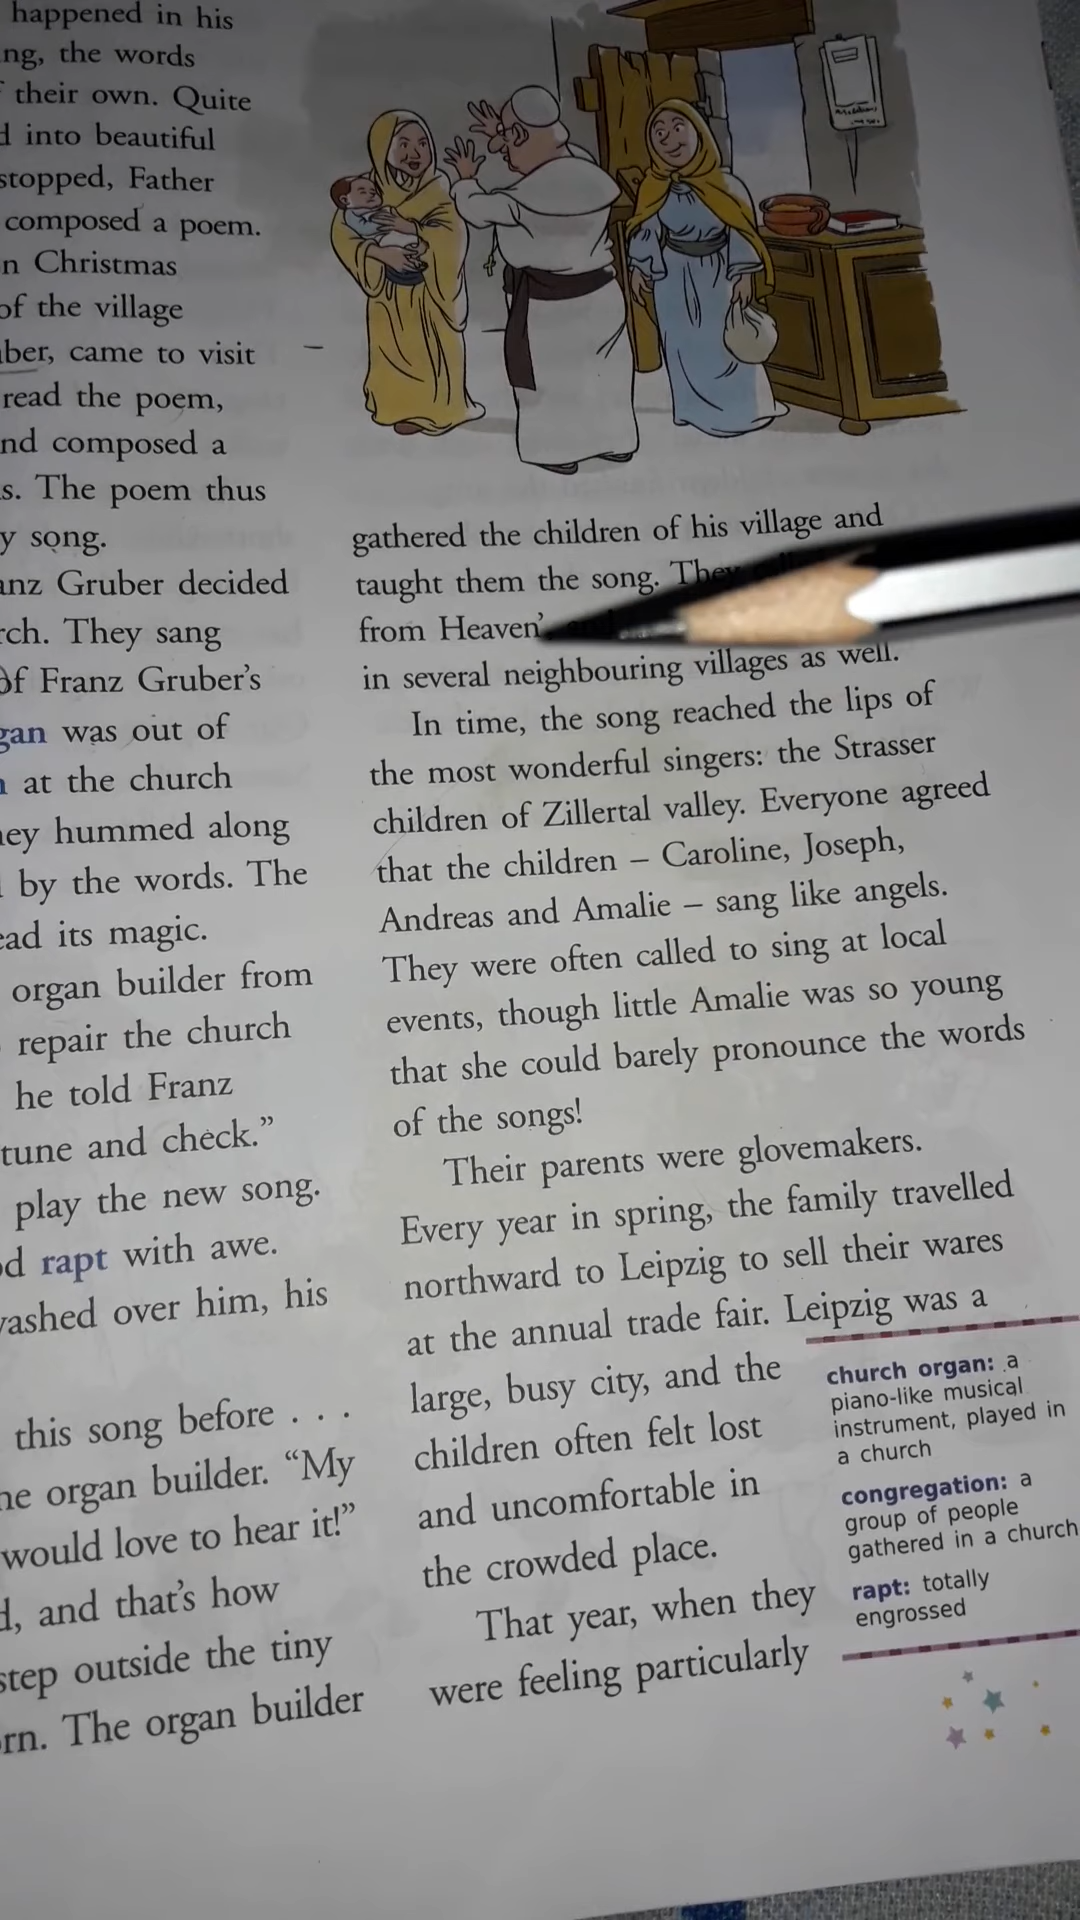 happened in his
ng, the words
their own. Quite
d into beautiful
stopped, Father
composed a poem.
n Christmas
of the village
ber, came to visit
read the poem,
nd composed a
s. The poem thus
y song.
anz Gruber decided
rch. They sang
of Franz Gruber's
gan was out of
at the church
hey hummed along
by the words. The
ead its magic.
organ builder from
repair the church
he told Franz
tune and check.”
play the new song.
od rapt with awe.
washed over him, his
this song before . . .
he organ builder. “My
would love to hear it!”
d, and that's how
step outside the tiny
orn. The organ builder
gathered the children of his village and
taught them the song. They
from Heaven’,
in several neighbouring villages as well.
In time, the song reached the lips of
the most wonderful singers: the Strasser
children of Zillertal valley. Everyone agreed
that the children – Caroline, Joseph,
Andreas and Amalie – sang like angels.
They were often called to sing at local
events, though little Amalie was so young
that she could barely pronounce the words
of the songs!
Their parents were glovemakers.
Every year in spring, the family travelled
northward to Leipzig to sell their wares
at the annual trade fair. Leipzig was a
large, busy city, and the
children often felt lost
and uncomfortable in
the crowded place.
That year, when they
were feeling particularly
church organ: a
piano-like musical
instrument, played in
a church
congregation: a
group of people
gathered in a church
rapt: totally
engrossed